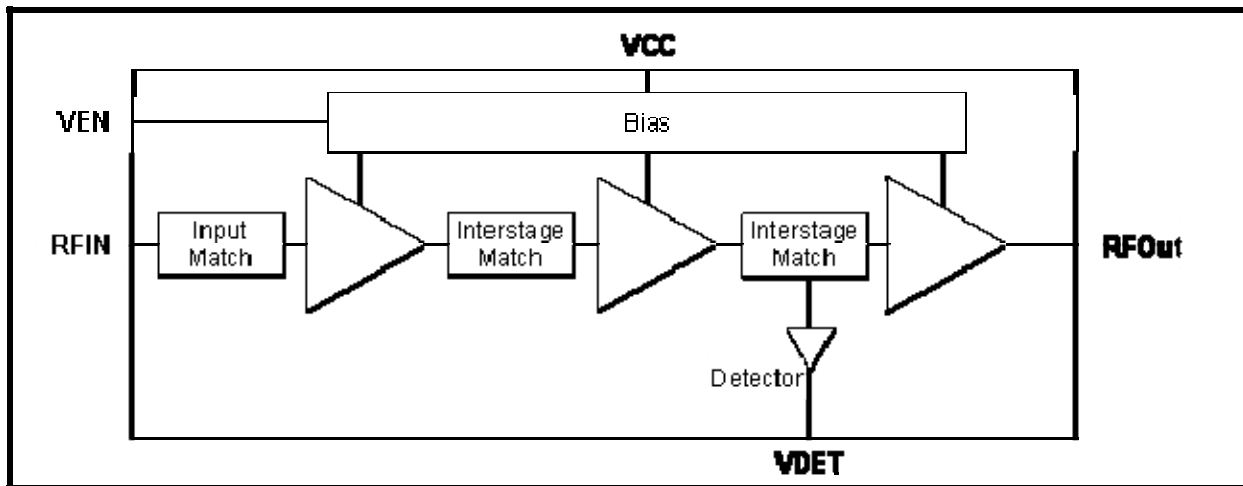 VCC
VEN
Bias
RFIN
Input
Match
Interstage
Match
Interstage
Match
RFOut
Detector
VDET